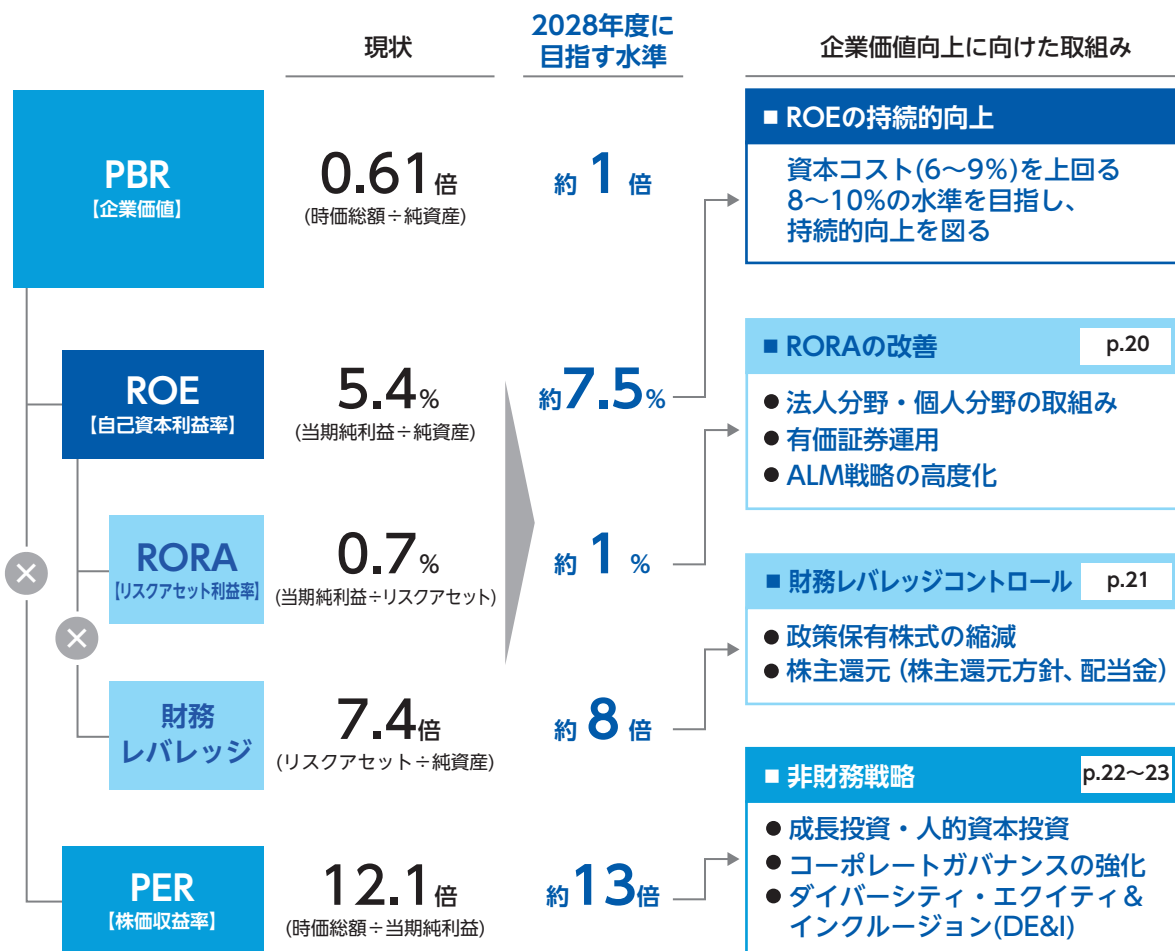 現状
2028年度に
目指す水準
企業価値向上に向けた取組み
PBR
【企業価値】
0.61倍
(時価総額÷純資産)
約1倍
■ ROEの持続的向上
資本コスト(6〜9%)を上回る
8〜10%の水準を目指し、
持続的向上を図る
ROE
【自己資本利益率】
5.4%
(当期純利益÷純資産)
約7.5%
■ RORAの改善
p.20
● 法人分野・個人分野の取組み
● 有価証券運用
● ALM戦略の高度化
RORA
【リスクアセット利益率】
0.7%
(当期純利益÷リスクアセット)
約1%
■ 財務レバレッジコントロール
p.21
● 政策保有株式の縮減
● 株主還元 (株主還元方針、配当金)
財務
レバレッジ
7.4倍
(リスクアセット÷純資産)
約8倍
■ 非財務戦略
p.22〜23
● 成長投資・人的資本投資
● コーポレートガバナンスの強化
● ダイバーシティ・エクイティ&
インクルージョン(DE&I)
PER
【株価収益率】
12.1倍
(時価総額÷当期純利益)
約13倍
×
×